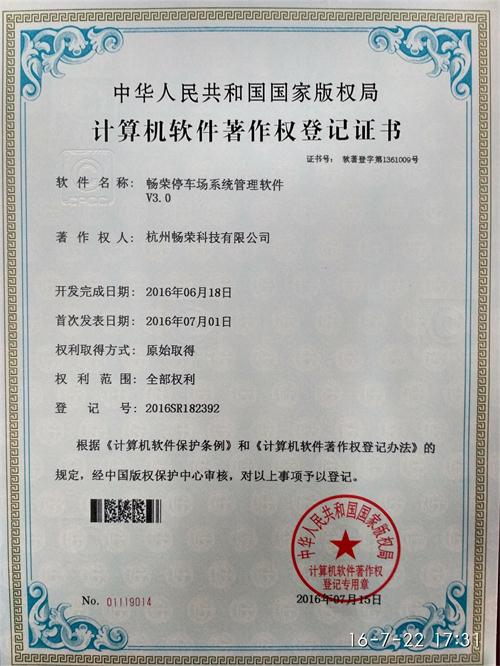 中华人民共和国国家版权局
计算机软件著作权登记证书
证书号: 软著登字第1361009号
软件名称: 畅荣停车场系统管理软件
V3.0
著作权人: 杭州畅荣科技有限公司
开发完成日期: 2016年06月18日
首次发表日期: 2016年07月01日
权利取得方式: 原始取得
权利范围: 全部权利
登记号: 2016SR182392
根据《计算机软件保护条例》和《计算机软件著作权登记办法》的
规定,经中国版权保护中心审核,对以上事项予以登记。
中华人民共和国国家版权局
计算机软件著作权
登记专用章
No. 01119014
2016年07月15日
16-7-22 17:31